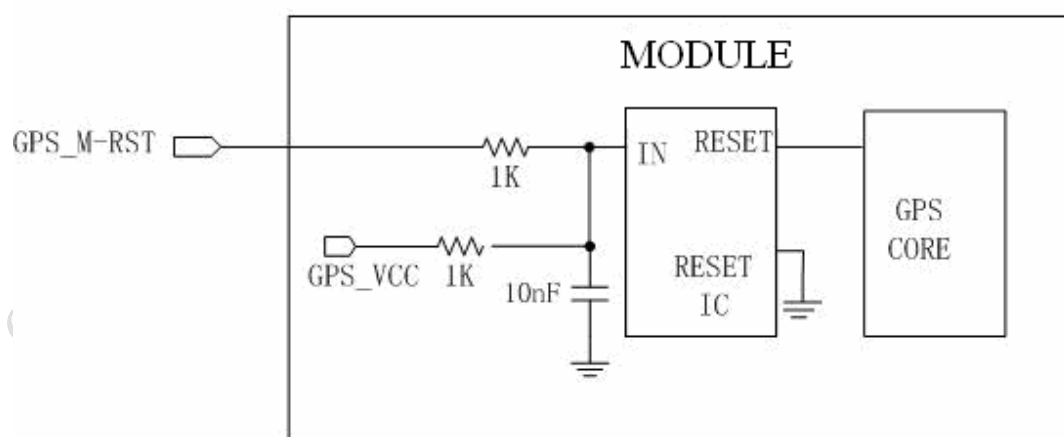 MODULE
GPS_M-RST
1K
IN
RESET
GPS_VCC
1K
10nF
RESET
IC
GPS
CORE